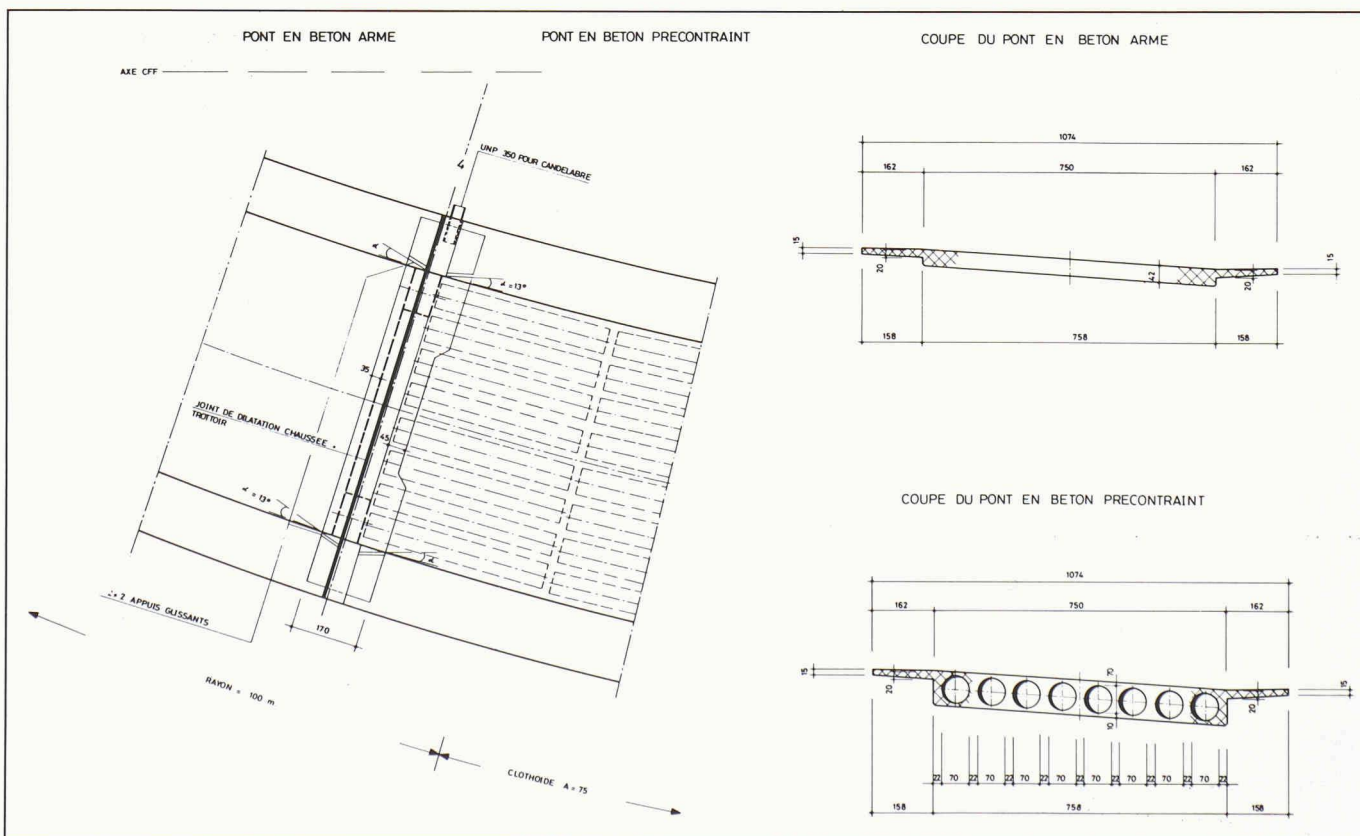 PONT EN BETON ARME
PONT EN BETON PRECONTRAINT
COUPE DU PONT EN BETON ARME
AXE CFF
4
UNP 350 POUR CANDELABRE
∝ = 13°
35
JOINT DE DILATATION CHAUSSEE +
TROTTOIR
45
∝ = 13°
2 APPUIS GLISSANTS
170
RAYON = 100 m
CLOTHOIDE A = 75
1074
162 750 162
15
20
42
20
15
158 758 158
COUPE DU PONT EN BETON PRECONTRAINT
1074
162 750 162
15
20
70
10
20
15
22 70 22 70 22 70 22 70 22 70 22 70 22 70 22 70 22
158 758 158